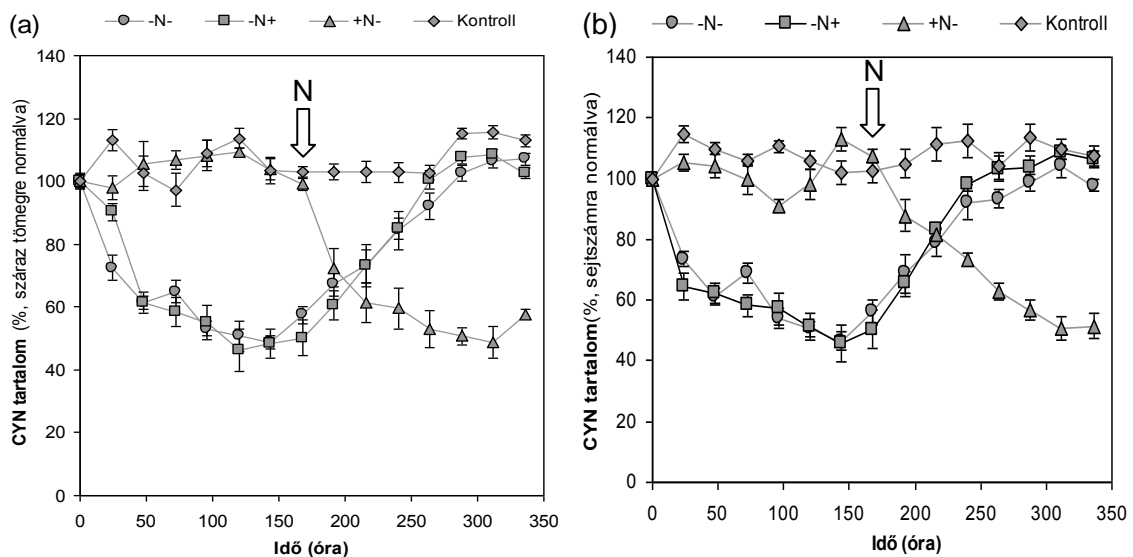 (a)
-N- -N+ +N- Kontroll
140
120
100
80
60
40
20
0
CYN tartalom (%, száraz tömegre normálva)
N
0 50 100 150 200 250 300 350
Idő (óra)
(b)
-N- -N+ +N- Kontroll
140
120
100
80
60
40
20
0
CYN tartalom(%, sejtszámra normálva)
N
0 50 100 150 200 250 300 350
Idő (óra)